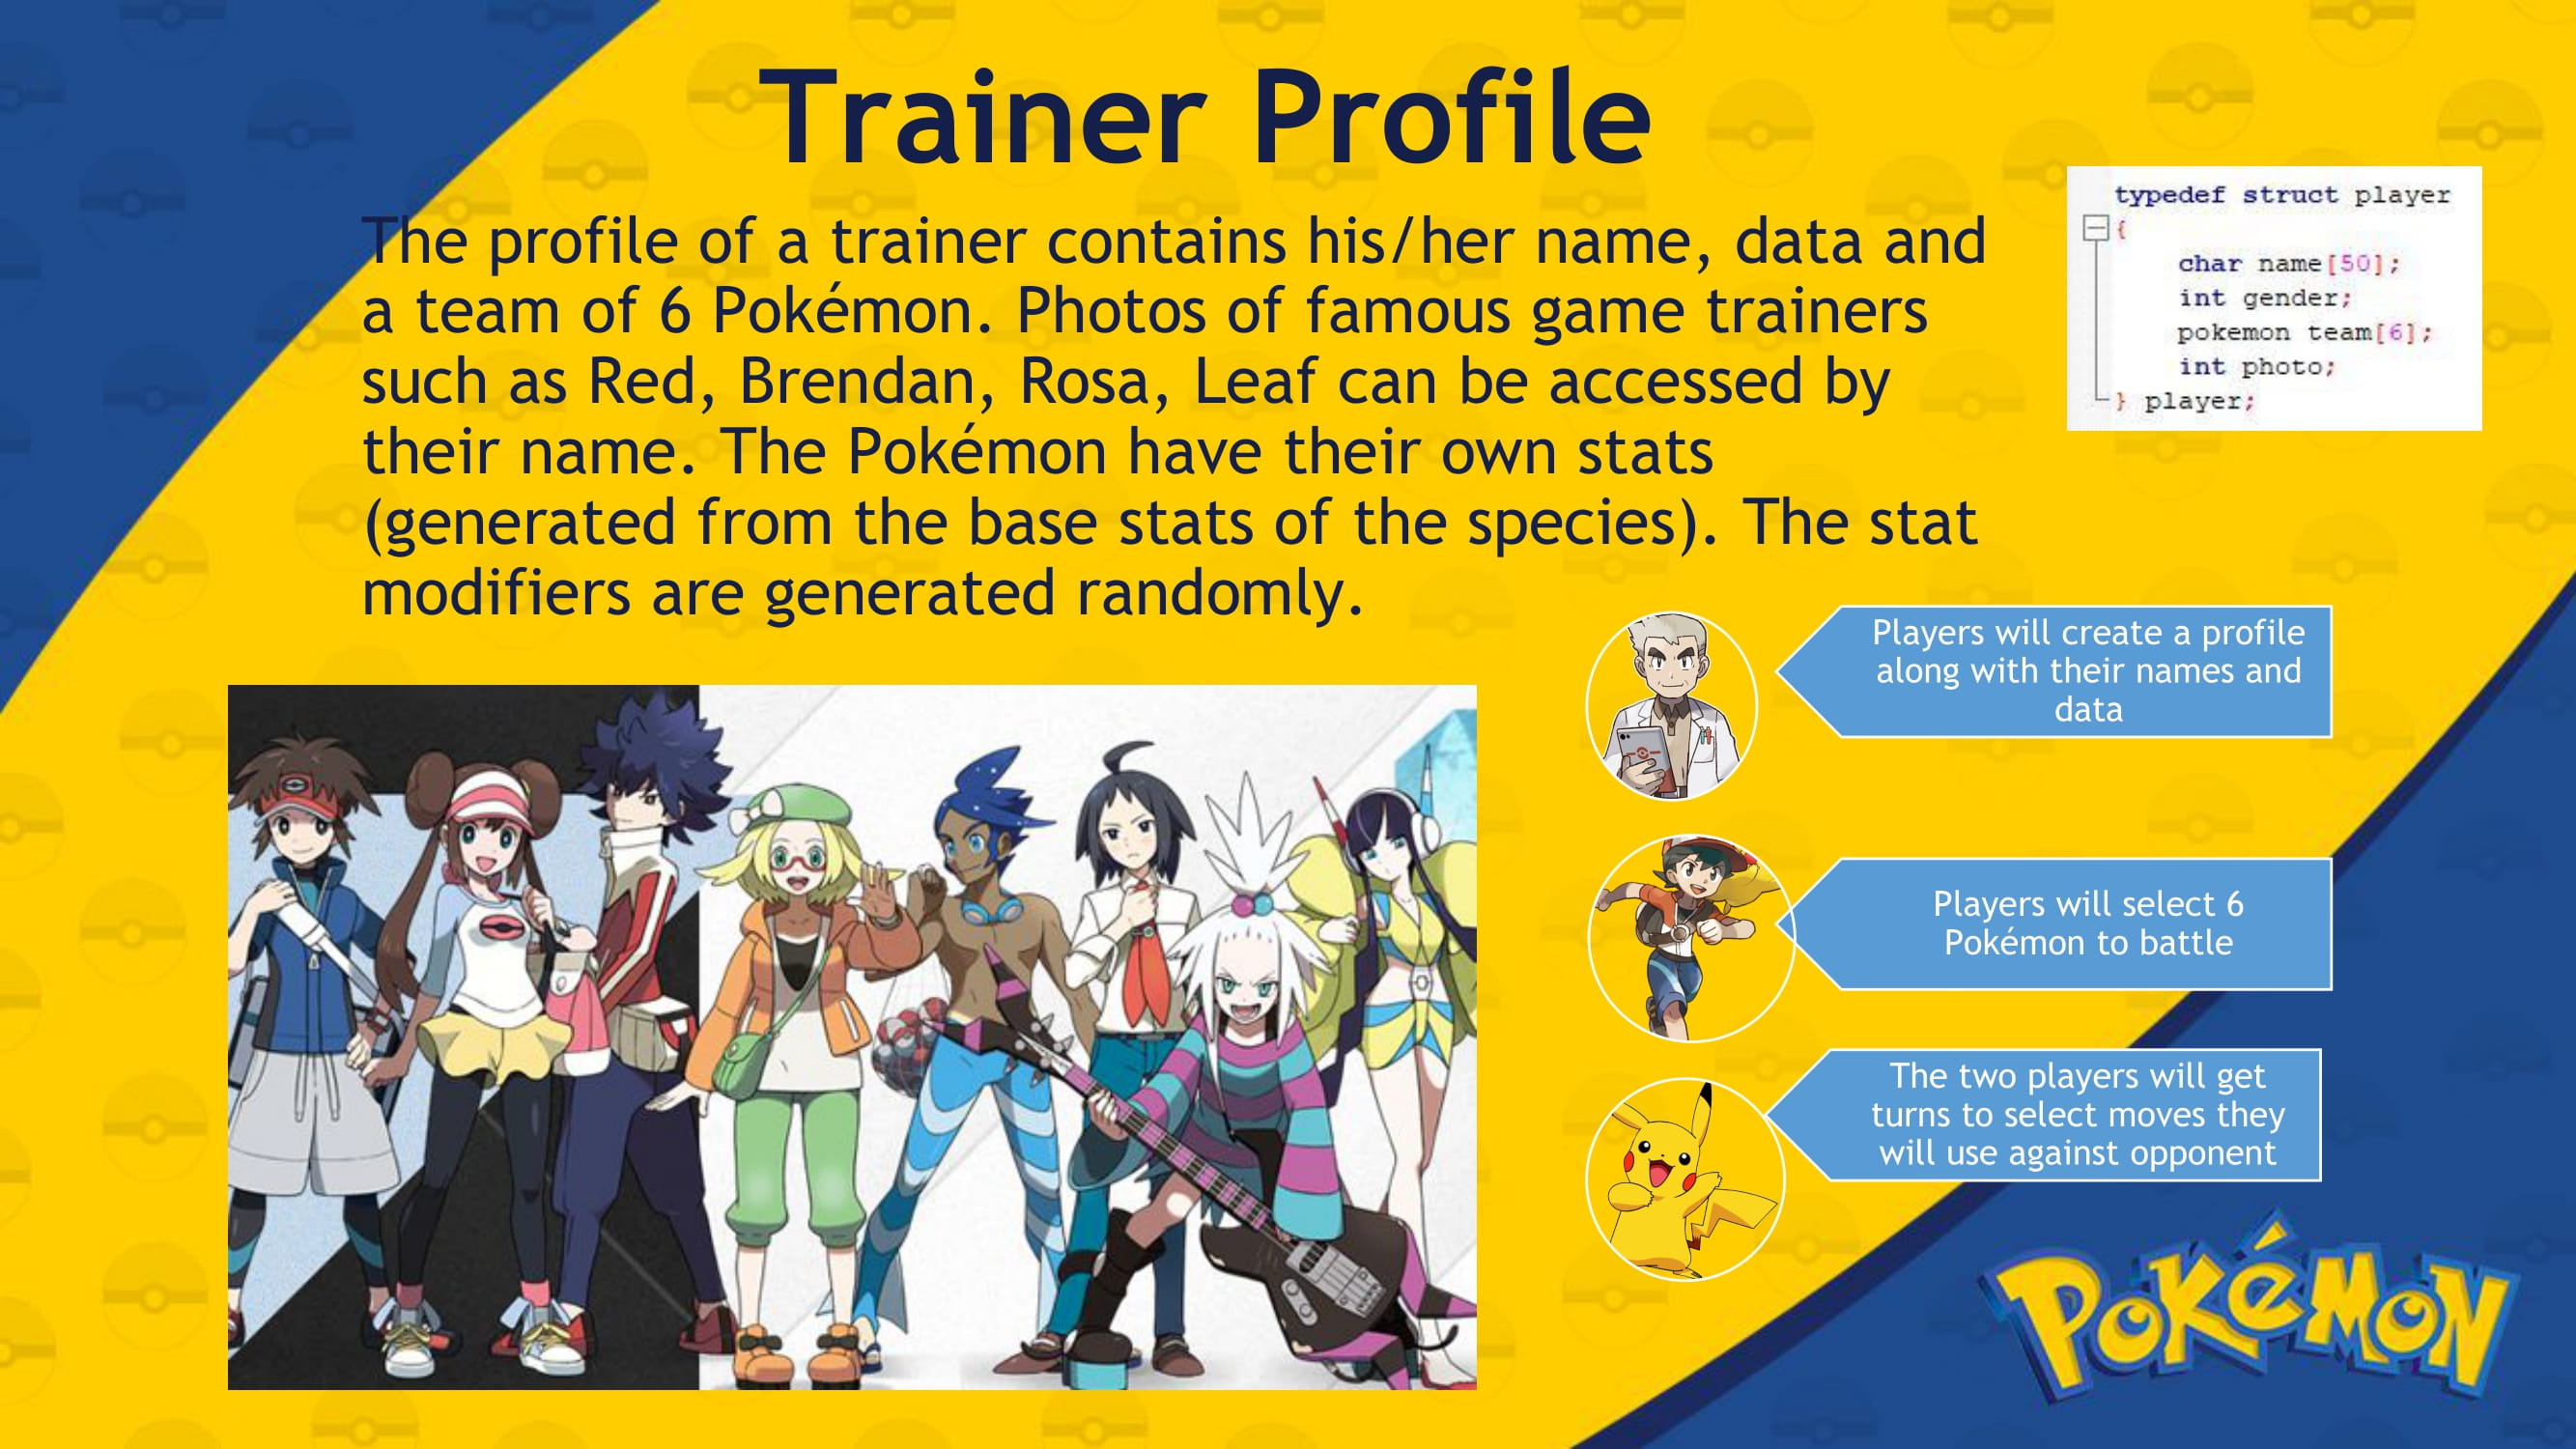 Trainer Profile
The profile of a trainer contains his/her name, data and
a team of 6 Pokémon. Photos of famous game trainers
such as Red, Brendan, Rosa, Leaf can be accessed by
their name. The Pokémon have their own stats
(generated from the base stats of the species). The stat
modifiers are generated randomly.
typedef struct player
{
char name[50];
int gender;
pokemon team[6];
int photo;
} player;
Players will create a profile
along with their names and
data
Players will select 6
Pokémon to battle
The two players will get
turns to select moves they
will use against opponent
POKéMON